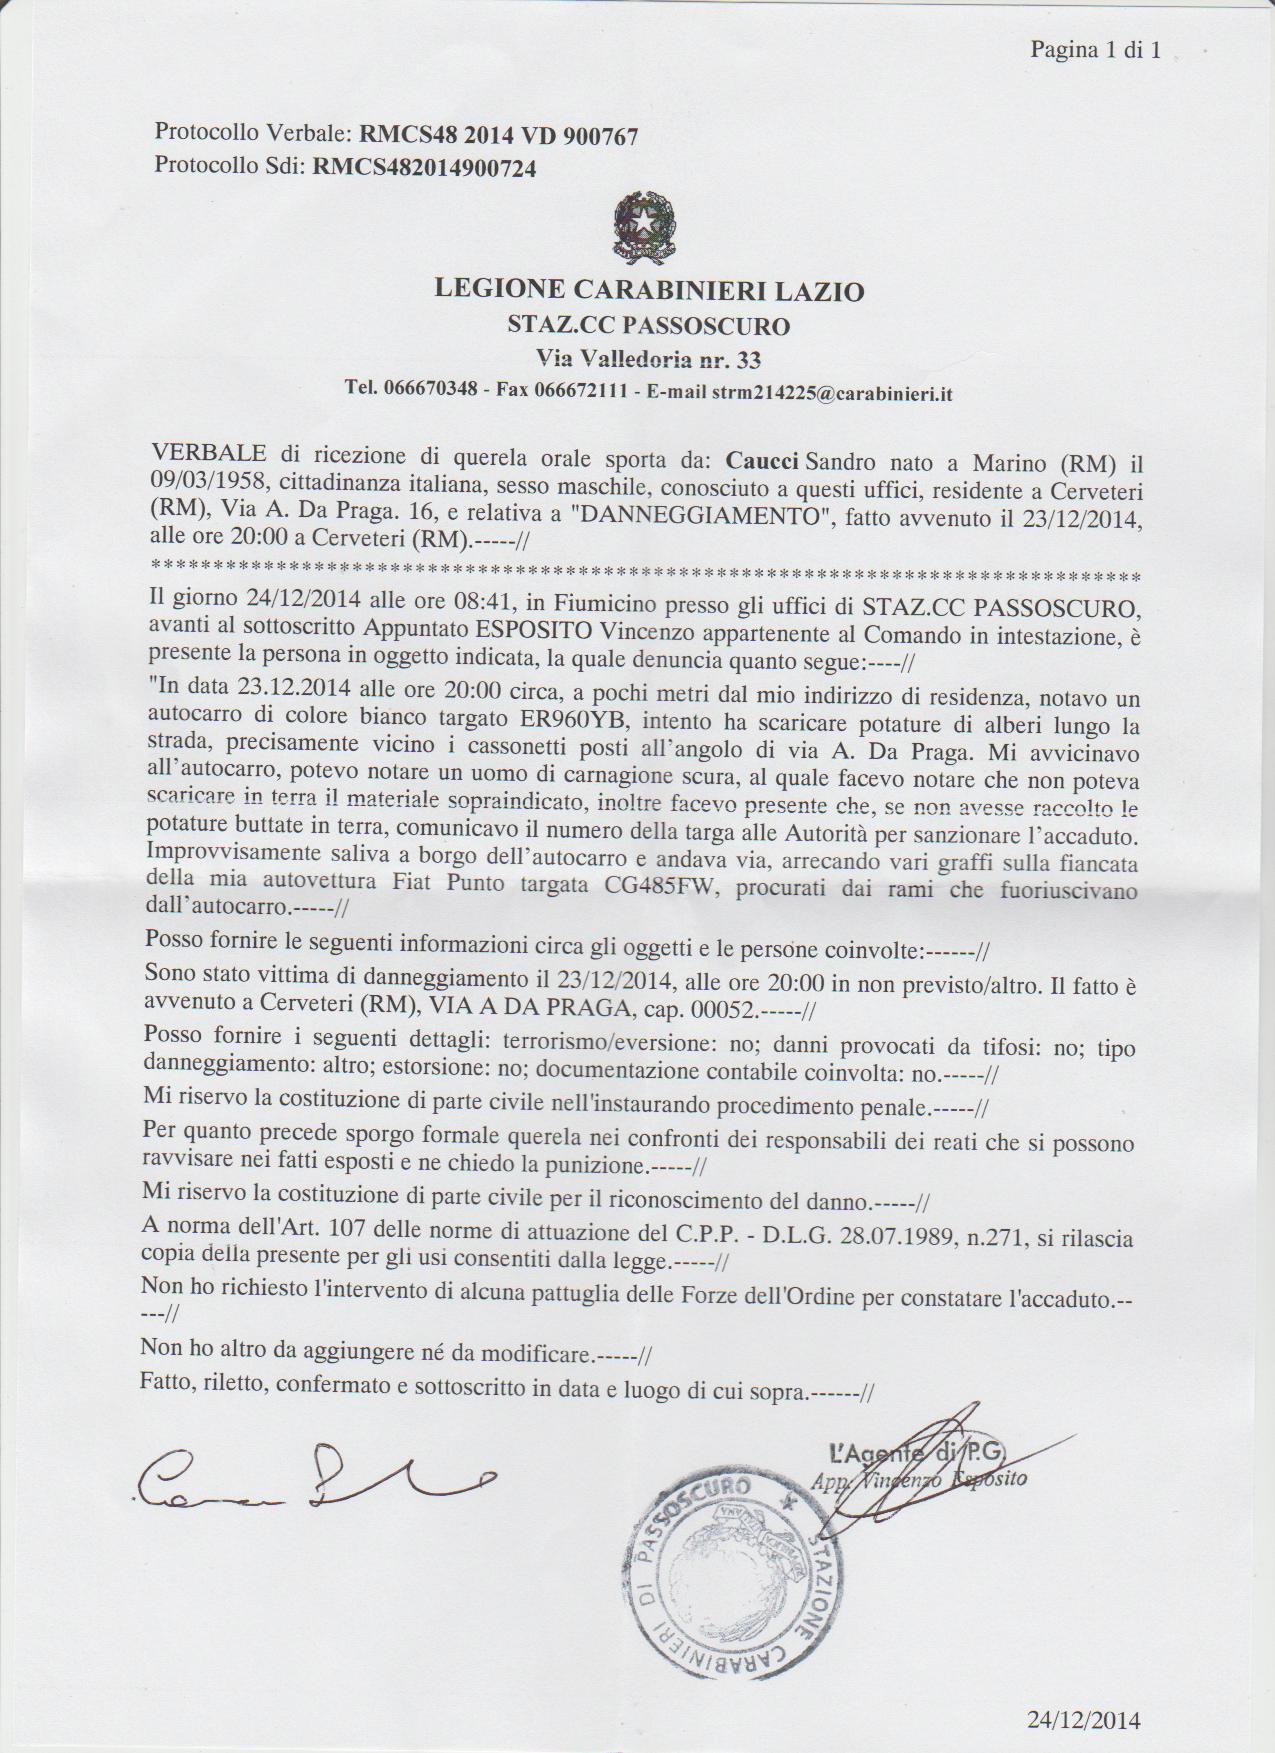 Pagina 1 di 1
Protocollo Verbale: RMCS48 2014 VD 900767
Protocollo Sdi: RMCS482014900724
LEGIONE CARABINIERI LAZIO
STAZ.CC PASSOSCURO
Via Valledoria nr. 33
Tel. 066670348 - Fax 066672111 - E-mail strm214225@carabinieri.it
VERBALE di ricezione di querela orale sporta da: Caucci Sandro nato a Marino (RM) il
09/03/1958, cittadinanza italiana, sesso maschile, conosciuto a questi uffici, residente a Cerveteri
(RM), Via A. Da Praga. 16, e relativa a "DANNEGGIAMENTO", fatto avvenuto il 23/12/2014,
alle ore 20:00 a Cerveteri (RM).-----//
********************************************************************************
Il giorno 24/12/2014 alle ore 08:41, in Fiumicino presso gli uffici di STAZ.CC PASSOSCURO,
avanti al sottoscritto Appuntato ESPOSITO Vincenzo appartenente al Comando in intestazione, è
presente la persona in oggetto indicata, la quale denuncia quanto segue:----//
"In data 23.12.2014 alle ore 20:00 circa, a pochi metri dal mio indirizzo di residenza, notavo un
autocarro di colore bianco targato ER960YB, intento ha scaricare potature di alberi lungo la
strada, precisamente vicino i cassonetti posti all’angolo di via A. Da Praga. Mi avvicinavo
all’autocarro, potevo notare un uomo di carnagione scura, al quale facevo notare che non poteva
scaricare in terra il materiale sopraindicato, inoltre facevo presente che, se non avesse raccolto le
potature buttate in terra, comunicavo il numero della targa alle Autorità per sanzionare l’accaduto.
Improvvisamente saliva a borgo dell’autocarro e andava via, arrecando vari graffi sulla fiancata
della mia autovettura Fiat Punto targata CG485FW, procurati dai rami che fuoriuscivano
dall’autocarro.-----//
Posso fornire le seguenti informazioni circa gli oggetti e le persone coinvolte:------//
Sono stato vittima di danneggiamento il 23/12/2014, alle ore 20:00 in non previsto/altro. Il fatto è
avvenuto a Cerveteri (RM), VIA A DA PRAGA, cap. 00052.-----//
Posso fornire i seguenti dettagli: terrorismo/eversione: no; danni provocati da tifosi: no; tipo
danneggiamento: altro; estorsione: no; documentazione contabile coinvolta: no.-----//
Mi riservo la costituzione di parte civile nell'instaurando procedimento penale.-----//
Per quanto precede sporgo formale querela nei confronti dei responsabili dei reati che si possono
ravvisare nei fatti esposti e ne chiedo la punizione.-----//
Mi riservo la costituzione di parte civile per il riconoscimento del danno.-----//
A norma dell'Art. 107 delle norme di attuazione del C.P.P. - D.L.G. 28.07.1989, n.271, si rilascia
copia della presente per gli usi consentiti dalla legge.-----//
Non ho richiesto l'intervento di alcuna pattuglia delle Forze dell'Ordine per constatare l'accaduto.--
---//
Non ho altro da aggiungere né da modificare.-----//
Fatto, riletto, confermato e sottoscritto in data e luogo di cui sopra.------//
L'Agente di P.G.
App. Vincenzo Esposito
STAZIONE CARABINIERI DI PASSOSCURO
24/12/2014